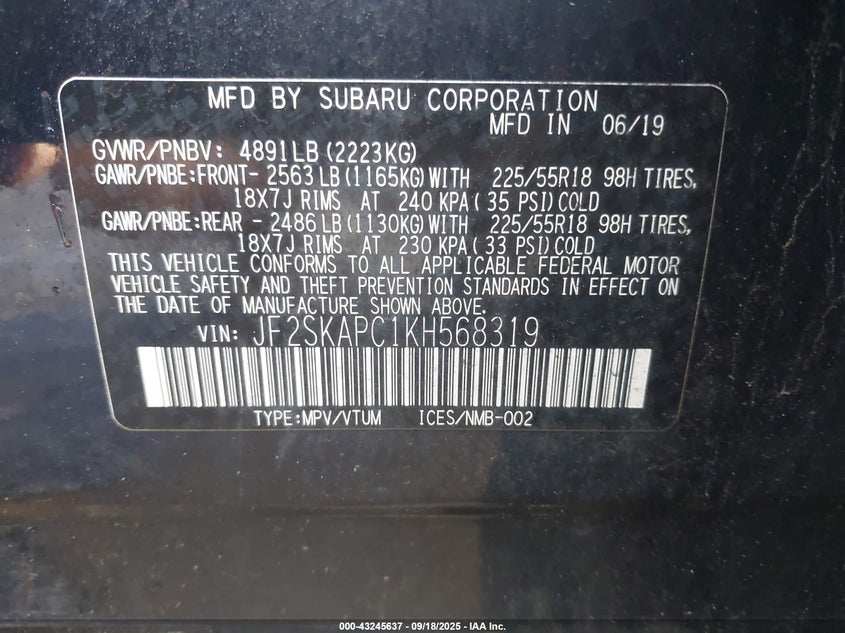 MFD BY SUBARU CORPORATION
MFD IN 06/19
GVWR/PNBV: 4891LB (2223KG)
GAWR/PNBE:FRONT- 2563 LB (1165KG) WITH 225/55R18 98H TIRES,
18X7J RIMS AT 240 KPA ( 35 PSI) COLD
GAWR/PNBE:REAR - 2486 LB (1130KG) WITH 225/55R18 98H TIRES,
18X7J RIMS AT 230 KPA ( 33 PSI) COLD
THIS VEHICLE CONFORMS TO ALL APPLICABLE FEDERAL MOTOR
VEHICLE SAFETY AND THEFT PREVENTION STANDARDS IN EFFECT ON
THE DATE OF MANUFACTURE SHOWN ABOVE.
VIN: JF2SKAPC1KH568319
TYPE:MPV/VTUM ICES/NMB-002
000-43245637 - 09/18/2025 - IAA Inc.